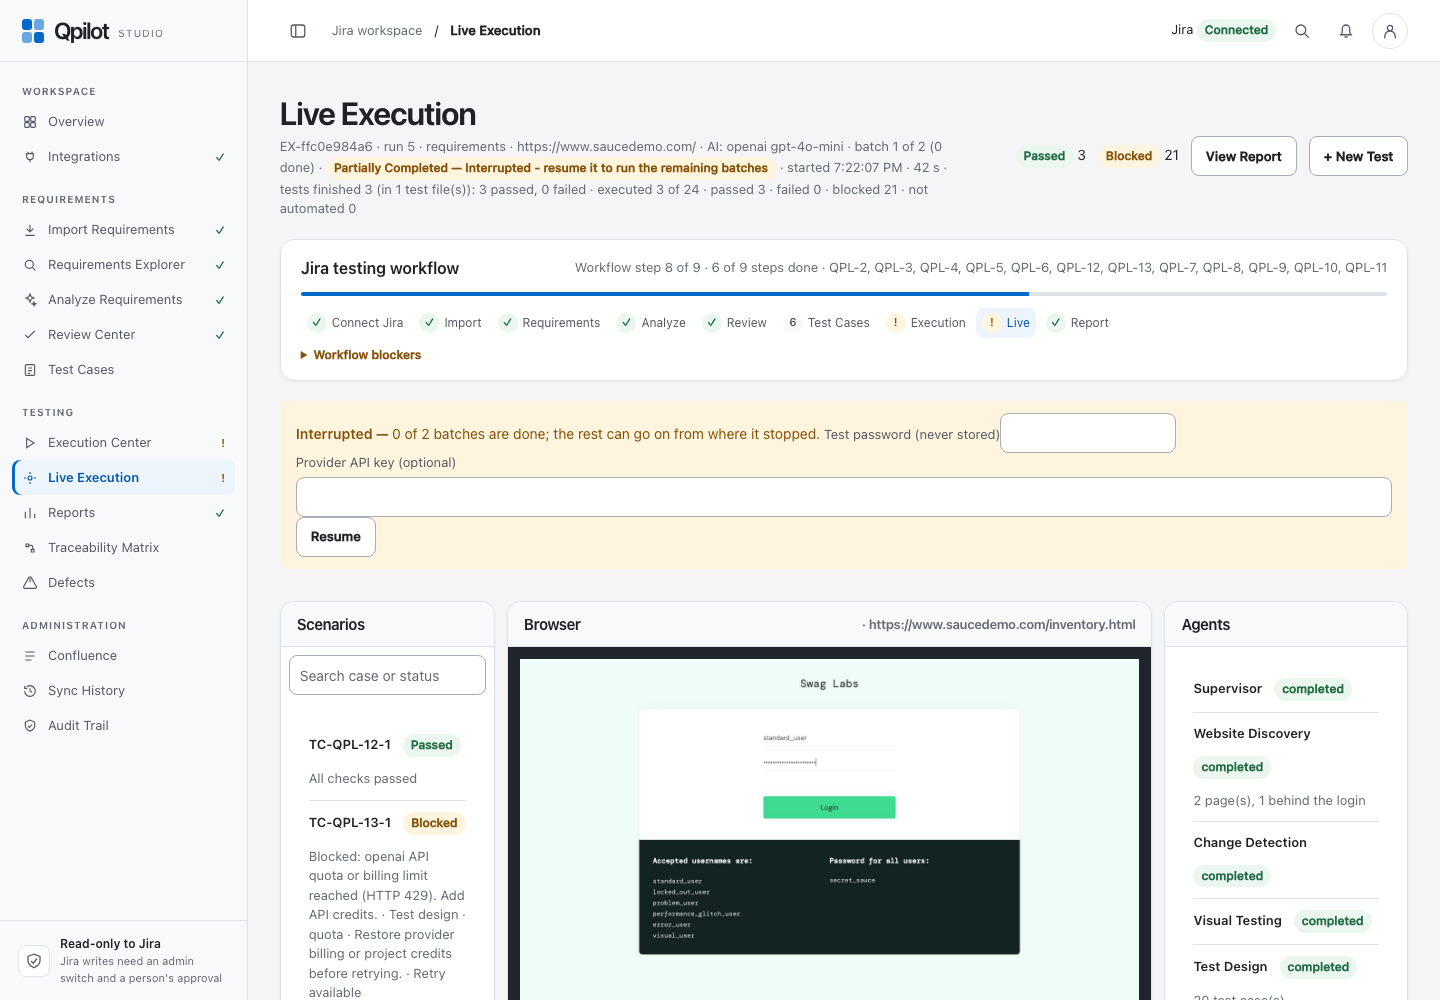 Qpilot STUDIO
WORKSPACE
Overview
Integrations
REQUIREMENTS
Import Requirements
Requirements Explorer
Analyze Requirements
Review Center
Test Cases
TESTING
Execution Center !
Live Execution !
Reports
Traceability Matrix
Defects
ADMINISTRATION
Confluence
Sync History
Audit Trail
Read-only to Jira
Jira writes need an admin
switch and a person's approval
Jira workspace / Live Execution
Jira Connected
Live Execution
EX-ffc0e984a6 · run 5 · requirements · https://www.saucedemo.com/ · AI: openai gpt-4o-mini · batch 1 of 2 (0
done) · Partially Completed — Interrupted - resume it to run the remaining batches · started 7:22:07 PM · 42 s ·
tests finished 3 (in 1 test file(s)): 3 passed, 0 failed · executed 3 of 24 · passed 3 · failed 0 · blocked 21 · not
automated 0
Passed 3 Blocked 21 View Report + New Test
Jira testing workflow
Workflow step 8 of 9 · 6 of 9 steps done · QPL-2, QPL-3, QPL-4, QPL-5, QPL-6, QPL-12, QPL-13, QPL-7, QPL-8, QPL-9, QPL-10, QPL-11
Connect Jira Import Requirements Analyze Review 6 Test Cases ! Execution ! Live Report
Workflow blockers
Interrupted — 0 of 2 batches are done; the rest can go on from where it stopped. Test password (never stored)
Provider API key (optional)
Resume
Scenarios
Search case or status
TC-QPL-12-1 Passed
All checks passed
TC-QPL-13-1 Blocked
Blocked: openai API
quota or billing limit
reached (HTTP 429). Add
API credits. · Test design ·
quota · Restore provider
billing or project credits
before retrying. · Retry
available
Browser · https://www.saucedemo.com/inventory.html
Swag Labs
standard_user
Login
Accepted usernames are:
standard_user
locked_out_user
problem_user
performance_glitch_user
error_user
visual_user
Password for all users:
secret_sauce
Agents
Supervisor completed
Website Discovery
completed
2 page(s), 1 behind the login
Change Detection
completed
Visual Testing completed
Test Design completed